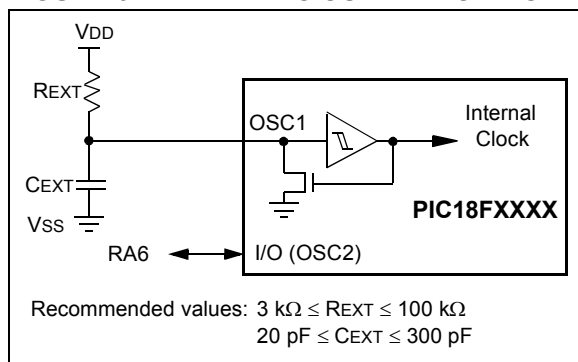 VDD
REXT
OSC1
Internal
Clock
CEXT
PIC18FXXXX
VSS
RA6
I/O (OSC2)
Recommended values: 3 kΩ ≤ REXT ≤ 100 kΩ
20 pF ≤ CEXT ≤ 300 pF